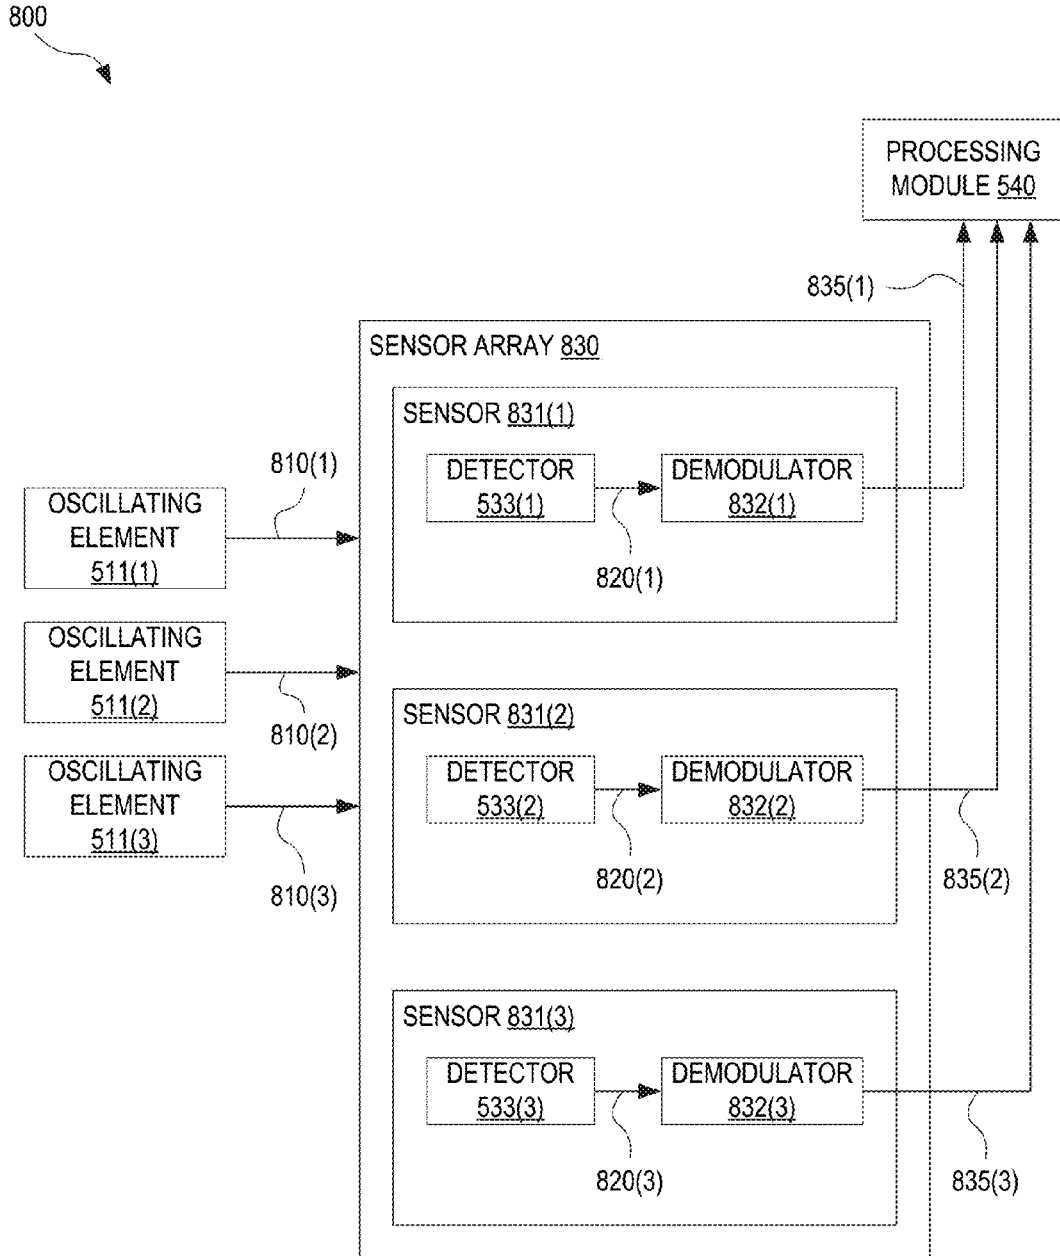 800
PROCESSING
MODULE 540
835(1)
SENSOR ARRAY 830
SENSOR 831(1)
810(1)
DETECTOR
533(1)
DEMODULATOR
832(1)
OSCILLATING
ELEMENT
511(1)
820(1)
OSCILLATING
ELEMENT
511(2)
810(2)
SENSOR 831(2)
OSCILLATING
ELEMENT
511(3)
DETECTOR
533(2)
DEMODULATOR
832(2)
810(3)
820(2)
835(2)
SENSOR 831(3)
DETECTOR
533(3)
DEMODULATOR
832(3)
820(3)
835(3)